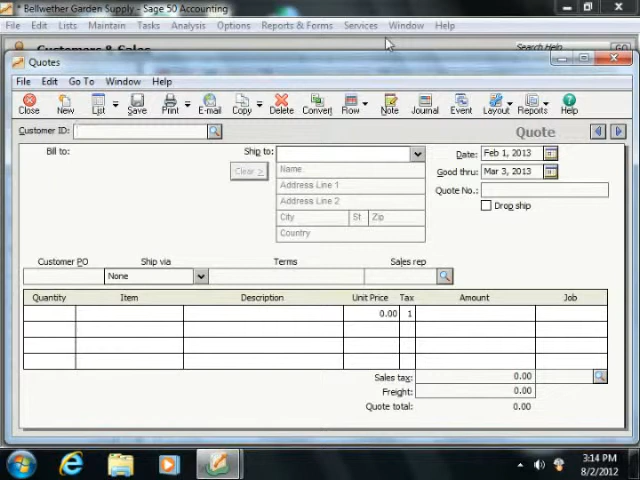 * Bellwether Garden Supply - Sage 50 Accounting
File Edit Lists Maintain Tasks Analysis Options Reports & Forms Services Window Help
Customers & Sales
Search Help
GO
Quotes
File Edit Go To Window Help
Close New List Save Print E-mail Copy Delete Convert Row Note Journal Event Layout Reports Help
Customer ID:
Quote
Bill to: Ship to: Date: Feb 1, 2013
Clear > Name Good thru: Mar 3, 2013
Address Line 1 Quote No.:
Address Line 2 Drop ship
City St Zip
Country
Customer PO Ship via Terms Sales rep
None
Quantity Item Description Unit Price Tax Amount Job
0.00 1
Sales tax: 0.00
Freight: 0.00
Quote total: 0.00
3:14 PM
8/2/2012